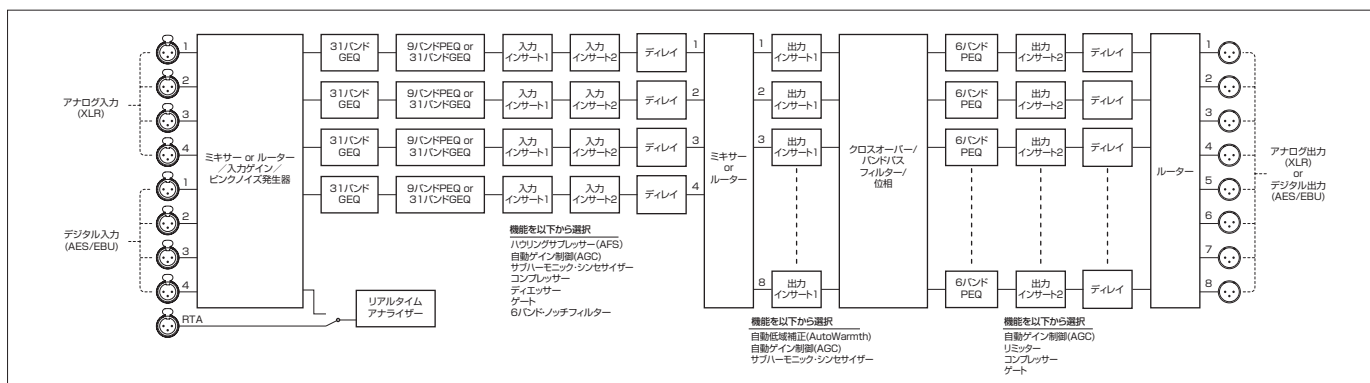 アナログ入力
(XLR)
デジタル入力
(AES/EBU)
1
2
3
4
1
2
3
4
RTA
ミキサー or ルーター
/入力ゲイン/
ピンクノイズ発生器
リアルタイム
アナライザー
31バンド
GEQ
9バンドPEQ or
31バンドGEQ
入力
インサート1
入力
インサート2
ディレイ
1
31バンド
GEQ
9バンドPEQ or
31バンドGEQ
入力
インサート1
入力
インサート2
ディレイ
2
31バンド
GEQ
9バンドPEQ or
31バンドGEQ
入力
インサート1
入力
インサート2
ディレイ
3
31バンド
GEQ
9バンドPEQ or
31バンドGEQ
入力
インサート1
入力
インサート2
ディレイ
4
機能を以下から選択
ハウリングサプレッサー(AFS)
自動ゲイン制御(AGC)
サブハーモニック・シンセサイザー
コンプレッサー
ディエッサー
ゲート
6バンド・ノッチフィルター
ミキサー
or
ルーター
1
出力
インサート1
2
出力
インサート1
3
出力
インサート1
8
出力
インサート1
機能を以下から選択
自動低域補正(AutoWarmth)
自動ゲイン制御(AGC)
サブハーモニック・シンセサイザー
クロスオーバー/
バンドパス
フィルター/
位相
6バンド
PEQ
出力
インサート2
ディレイ
6バンド
PEQ
出力
インサート2
ディレイ
6バンド
PEQ
出力
インサート2
ディレイ
6バンド
PEQ
出力
インサート2
ディレイ
機能を以下から選択
自動ゲイン制御(AGC)
リミッター
コンプレッサー
ゲート
ルーター
1
2
3
4
5
6
7
8
アナログ出力
(XLR)
or
デジタル出力
(AES/EBU)